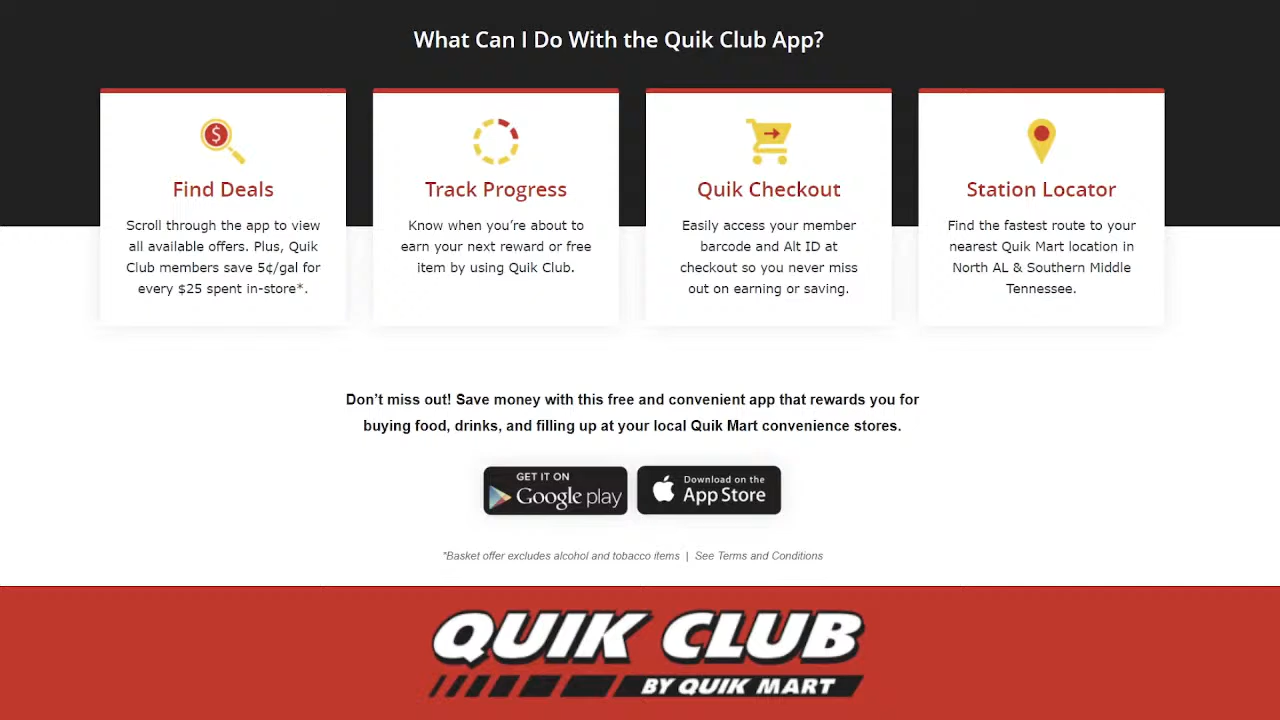 What Can I Do With the Quik Club App?
$
Find Deals
Scroll through the app to view
all available offers. Plus, Quik
Club members save 5¢/gal for
every $25 spent in-store*.
Track Progress
Know when you’re about to
earn your next reward or free
item by using Quik Club.
Quik Checkout
Easily access your member
barcode and Alt ID at
checkout so you never miss
out on earning or saving.
Station Locator
Find the fastest route to your
nearest Quik Mart location in
North AL & Southern Middle
Tennessee.
Don’t miss out! Save money with this free and convenient app that rewards you for
buying food, drinks, and filling up at your local Quik Mart convenience stores.
GET IT ON
Google play
Download on the
App Store
*Basket offer excludes alcohol and tobacco items | See Terms and Conditions
QUIK CLUB
BY QUIK MART